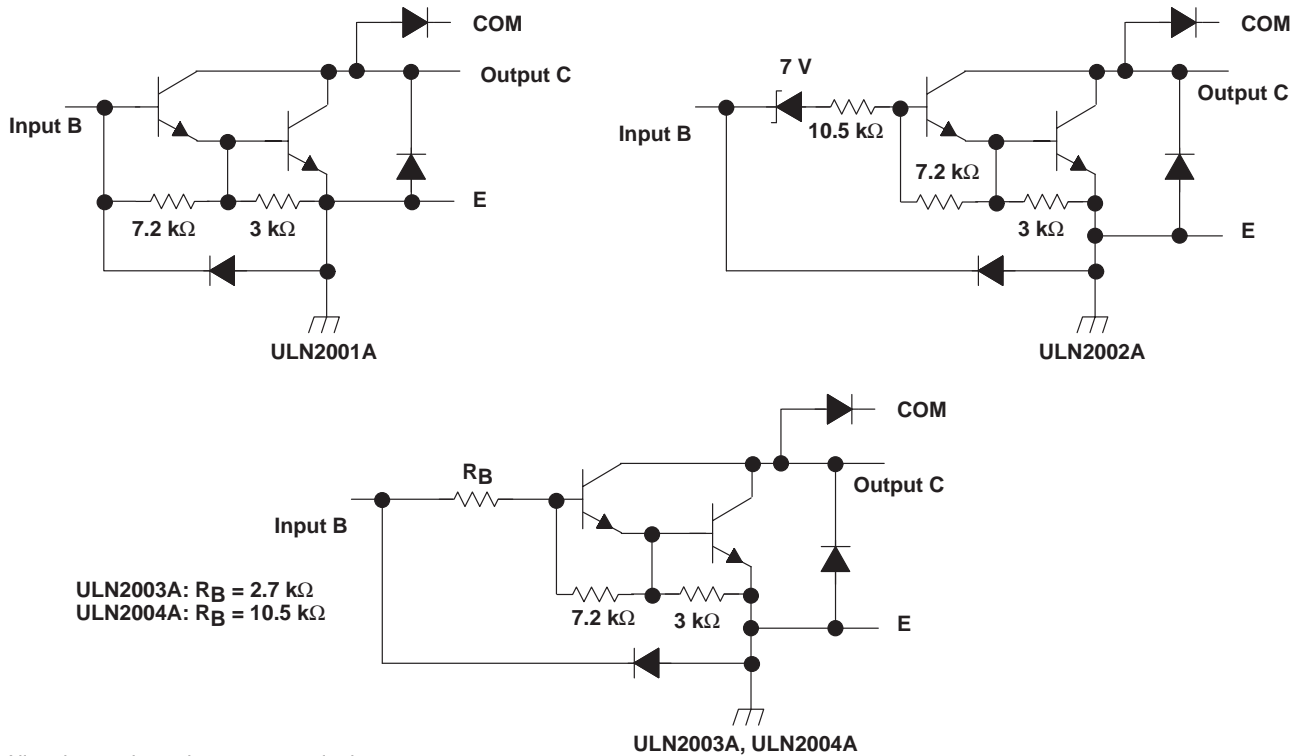 COM
Output C
Input B
7.2 kΩ
3 kΩ
E
ULN2001A
COM
7 V
Output C
Input B
10.5 kΩ
7.2 kΩ
3 kΩ
E
ULN2002A
COM
RB
Output C
Input B
ULN2003A: RB = 2.7 kΩ
ULN2004A: RB = 10.5 kΩ
7.2 kΩ
3 kΩ
E
ULN2003A, ULN2004A